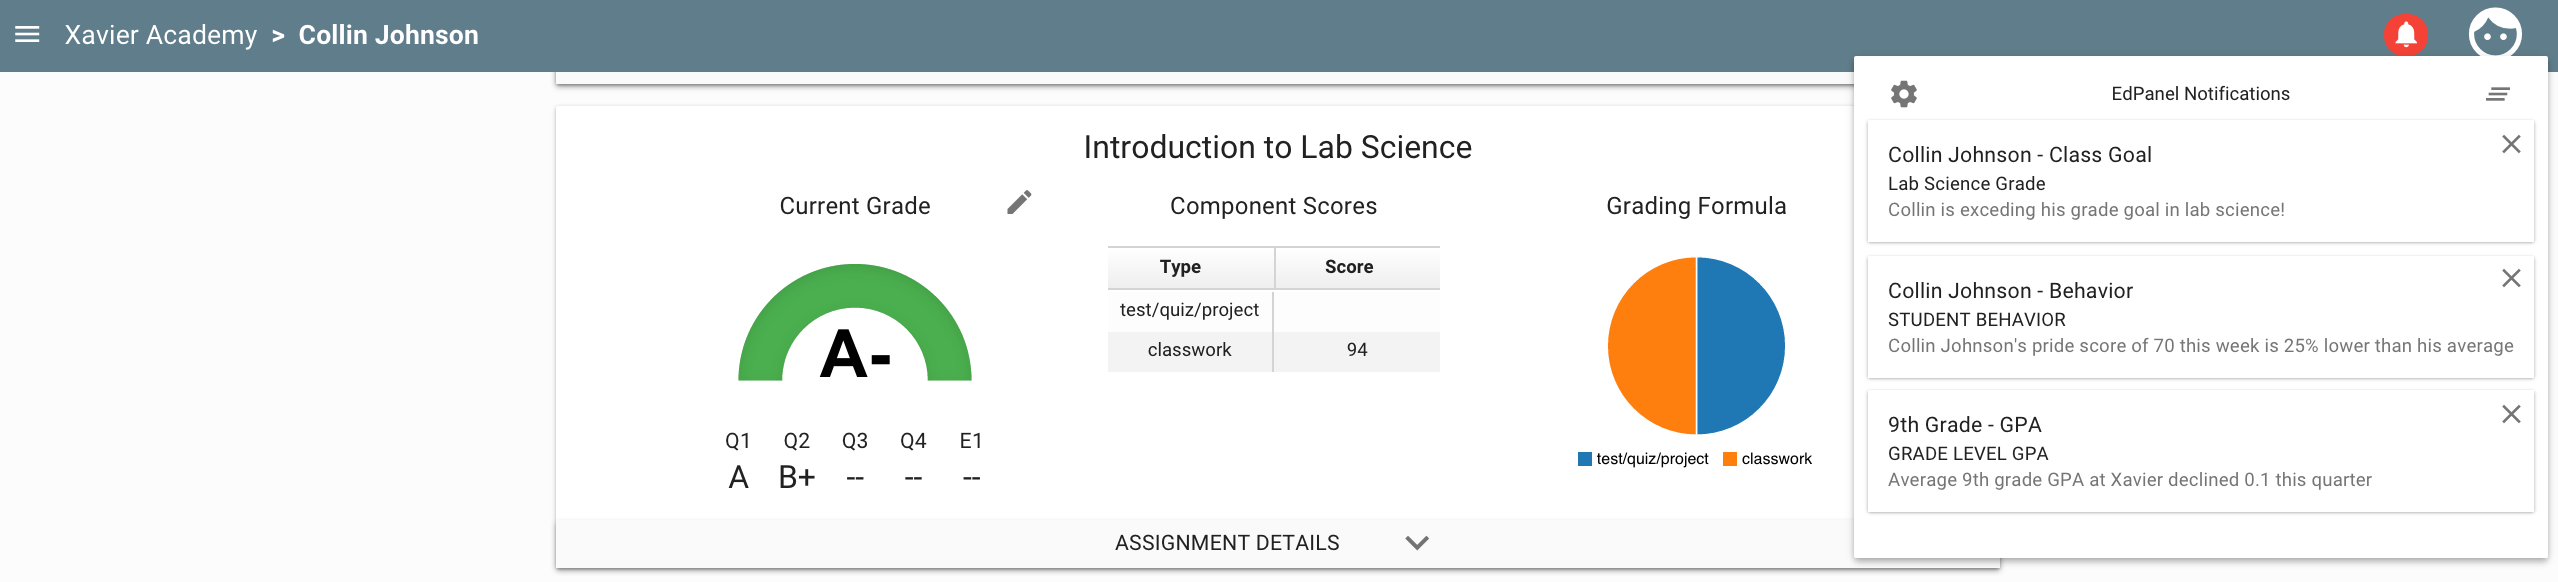 Xavier Academy > Collin Johnson
Introduction to Lab Science
Current Grade
A-
Q1 Q2 Q3 Q4 E1
A B+ -- -- --
Component Scores
Type Score
test/quiz/project
classwork 94
Grading Formula
test/quiz/project classwork
ASSIGNMENT DETAILS
EdPanel Notifications
Collin Johnson - Class Goal
Lab Science Grade
Collin is exceding his grade goal in lab science!
Collin Johnson - Behavior
STUDENT BEHAVIOR
Collin Johnson's pride score of 70 this week is 25% lower than his average
9th Grade - GPA
GRADE LEVEL GPA
Average 9th grade GPA at Xavier declined 0.1 this quarter